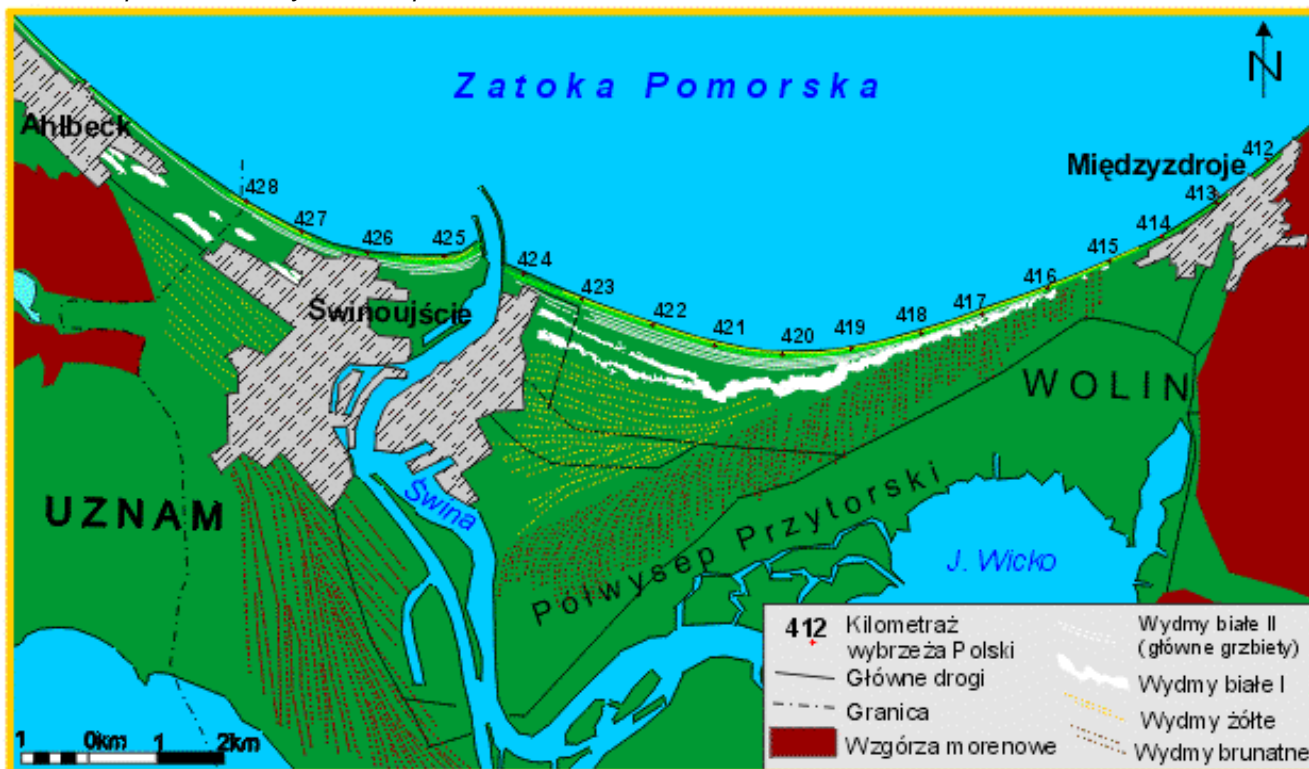 Zatoka Pomorska
N
Ahlbeck
Międzyzdroje
412
413
414
415
416
417
418
419
420
421
422
423
424
425
426
427
428
Świnoujście
WOLIN
UZNAM
Świna
Półwysep Przytorski
J. Wicko
412 Kilometraż
wybrzeża Polski
Główne drogi
Granica
Wzgórza morenowe
Wydmy białe II
(główne grzbiety)
Wydmy białe I
Wydmy żółte
Wydmy brunatne
1 0km 1 2km